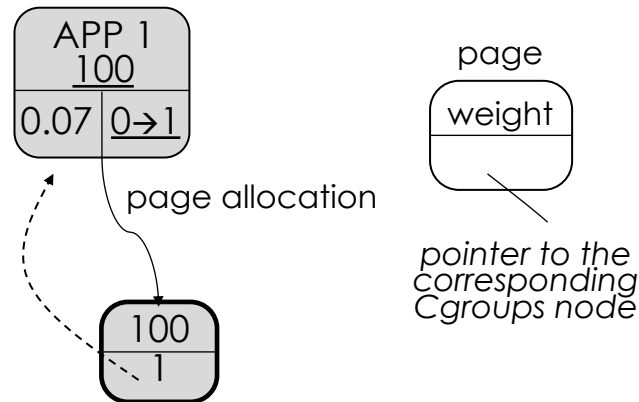 APP 1
100
0.07 0→1
page allocation
100
1
page
weight
pointer to the
corresponding
Cgroups node